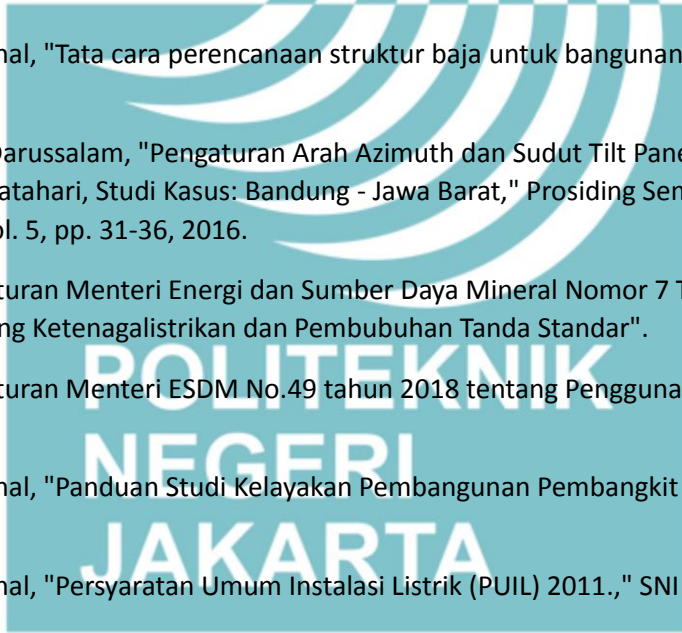 nal, "Tata cara perencanaan struktur baja untuk bangunan
Darussalam, "Pengaturan Arah Azimuth dan Sudut Tilt Pane
atahari, Studi Kasus: Bandung - Jawa Barat," Prosiding Sem
ol. 5, pp. 31-36, 2016.
turan Menteri Energi dan Sumber Daya Mineral Nomor 7 T
ng Ketenagalistrikan dan Pembubuhan Tanda Standar".
POLITEKNIK
turan Menteri ESDM No.49 tahun 2018 tentang Pengguna
NEGERI
nal, "Panduan Studi Kelayakan Pembangunan Pembangkit
JAKARTA
nal, "Persyaratan Umum Instalasi Listrik (PUIL) 2011.," SNI